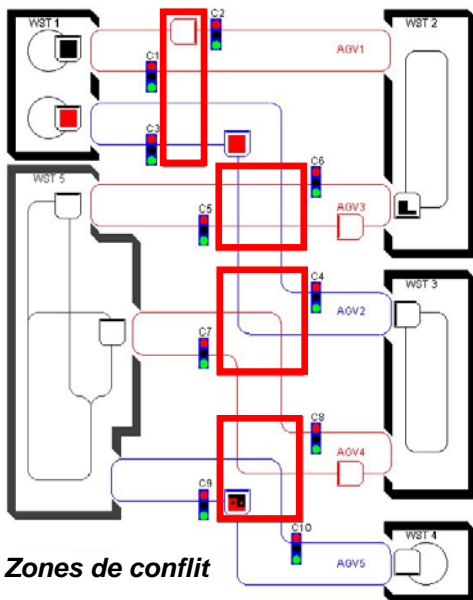 C2
WST 1
WST 2
AGV1
C1
C3
C6
WST 5
C5
AGV3
C4
WST 3
AGV2
C7
C8
AGV4
C9
C10
WST 4
AGV5
Zones de conflit